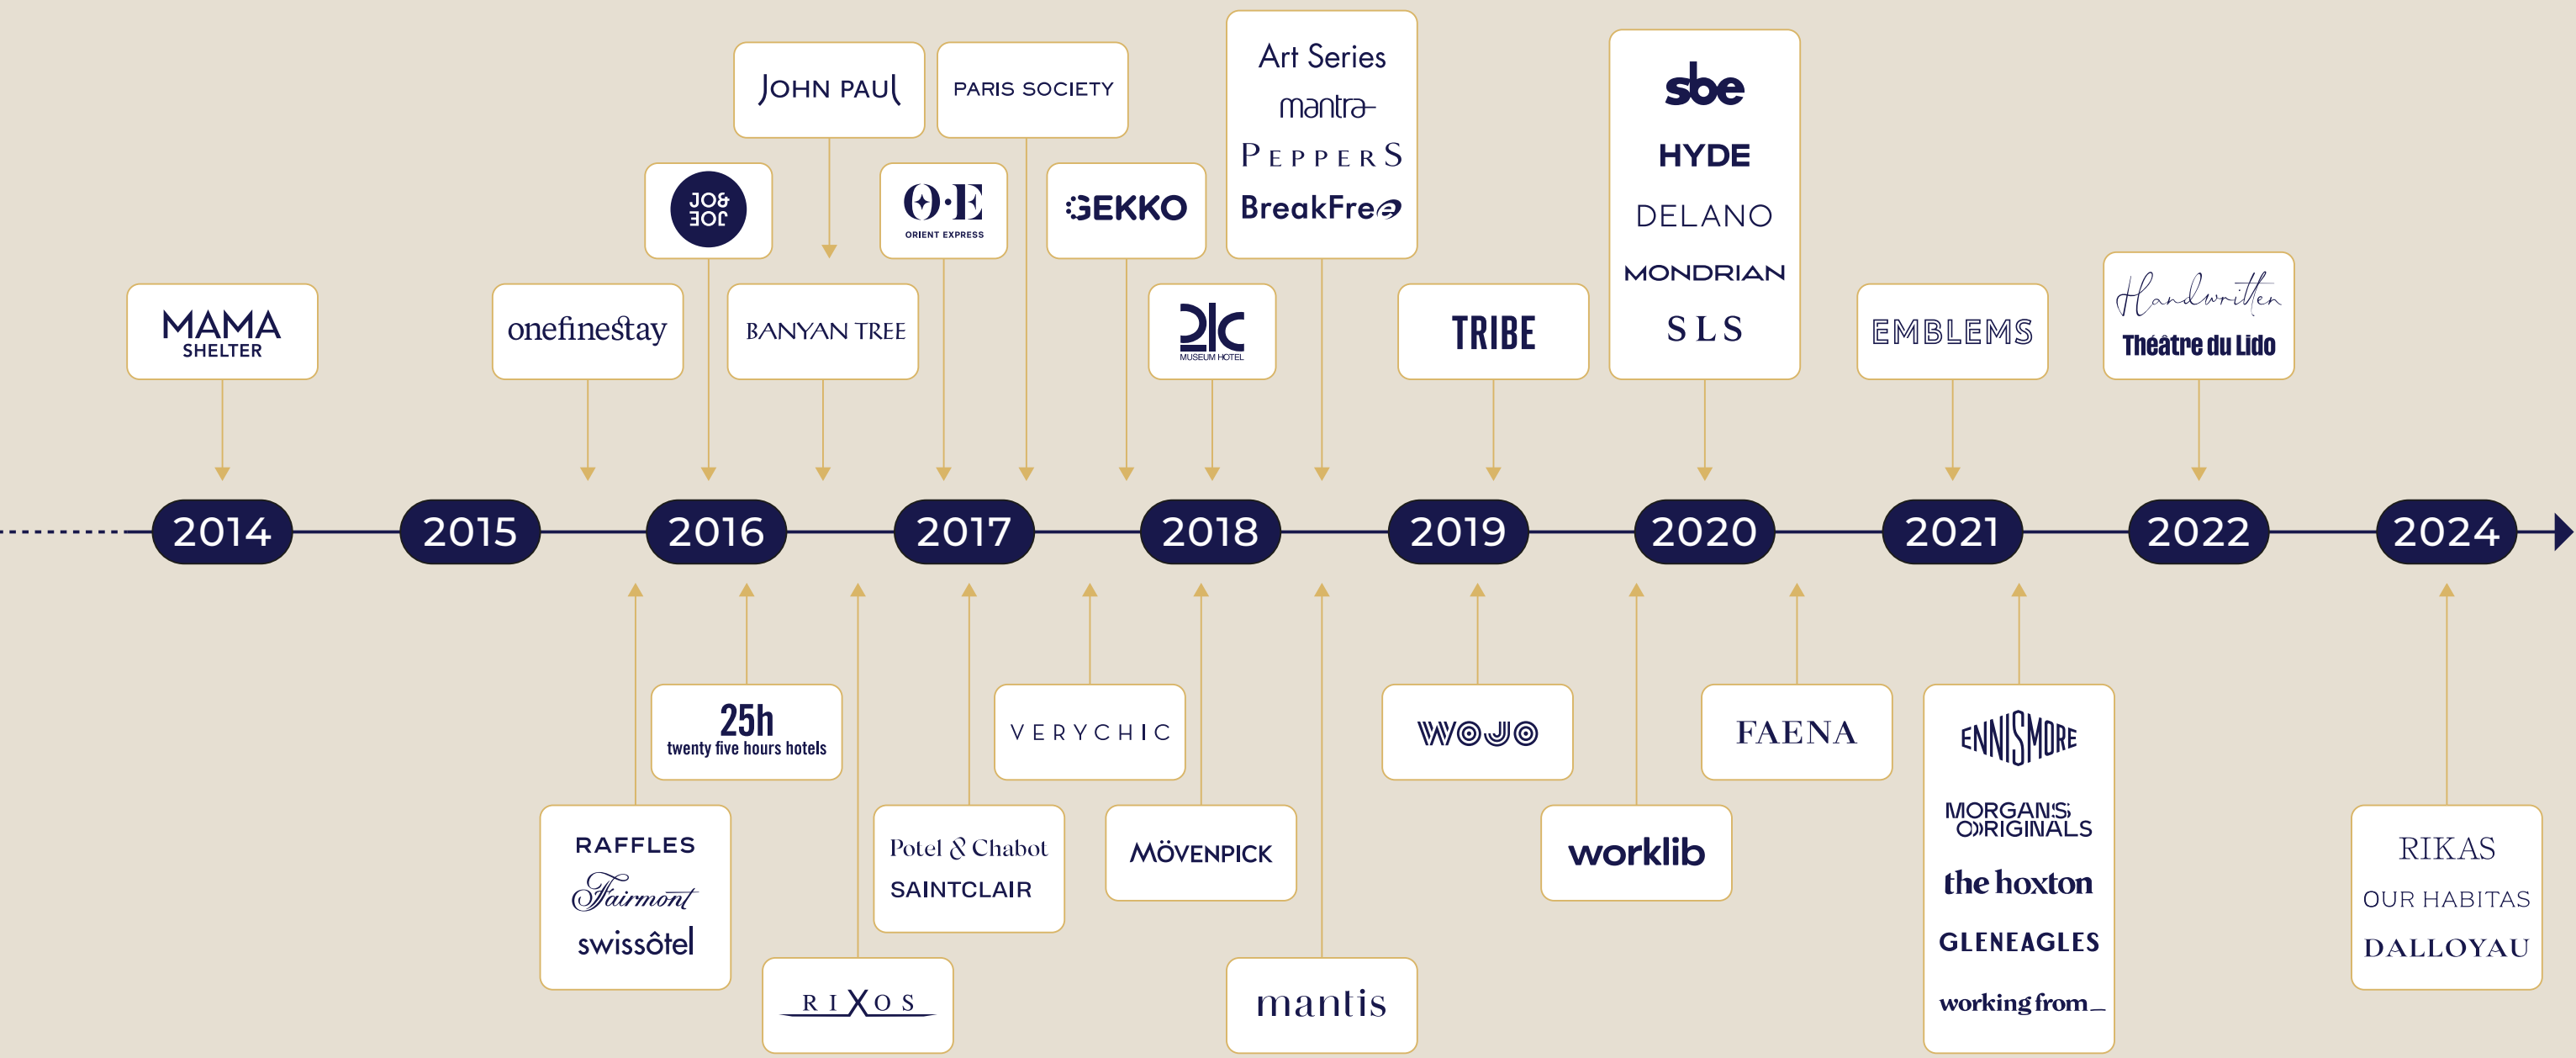 JOHN PAUL
PARIS SOCIETY
Art Series
mantra
PEPPERS
BreakFree
sbe
HYDE
DELANO
MONDRIAN
SLS
JO&
JOE
O·E
ORIENT EXPRESS
GEKKO
MAMA
SHELTER
onefinestay
BANYAN TREE
21c
MUSEUM HOTEL
TRIBE
EMBLEMS
Handwritten
Théâtre du Lido
2014
2015
2016
2017
2018
2019
2020
2021
2022
2024
25h
twenty five hours hotels
VERYCHIC
WOJO
FAENA
ENNISMORE
MORGANS
ORIGINALS
the hoxton
GLENEAGLES
working from_
RAFFLES
Fairmont
swissôtel
Potel & Chabot
SAINTCLAIR
MÖVENPICK
worklib
RIKAS
OUR HABITAS
DALLOYAU
RIXOS
mantis